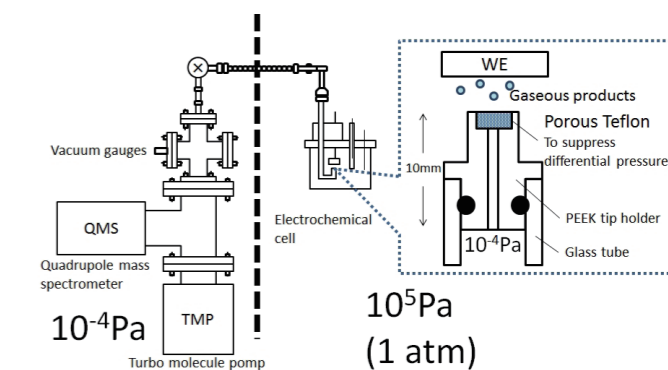 WE
Gaseous products
Porous Teflon
To suppress
differential pressure
10mm
PEEK tip holder
10-4Pa
Glass tube
Vacuum gauges
QMS
Quadrupole mass
spectrometer
Electrochemical
cell
10-4Pa
TMP
Turbo molecule pomp
105Pa
(1 atm)